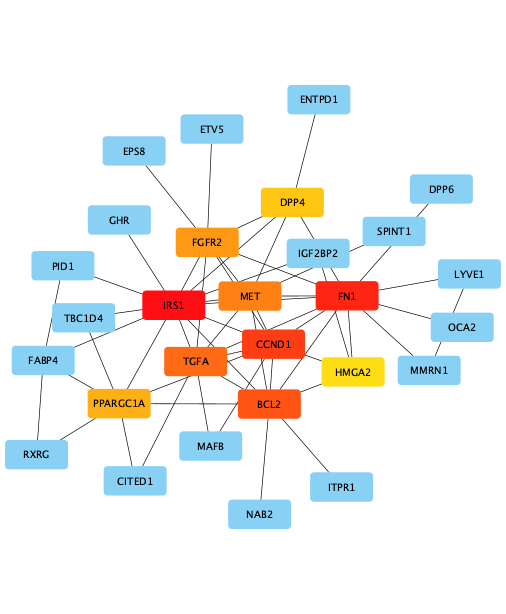 ENTPD1
ETV5
EPS8
DPP6
DPP4
GHR
SPINT1
FGFR2
IGF2BP2
PID1
LYVE1
MET
FN1
IRS1
TBC1D4
OCA2
CCND1
FABP4
TGFA
HMGA2
MMRN1
PPARGC1A
BCL2
MAFB
RXRG
CITED1
ITPR1
NAB2